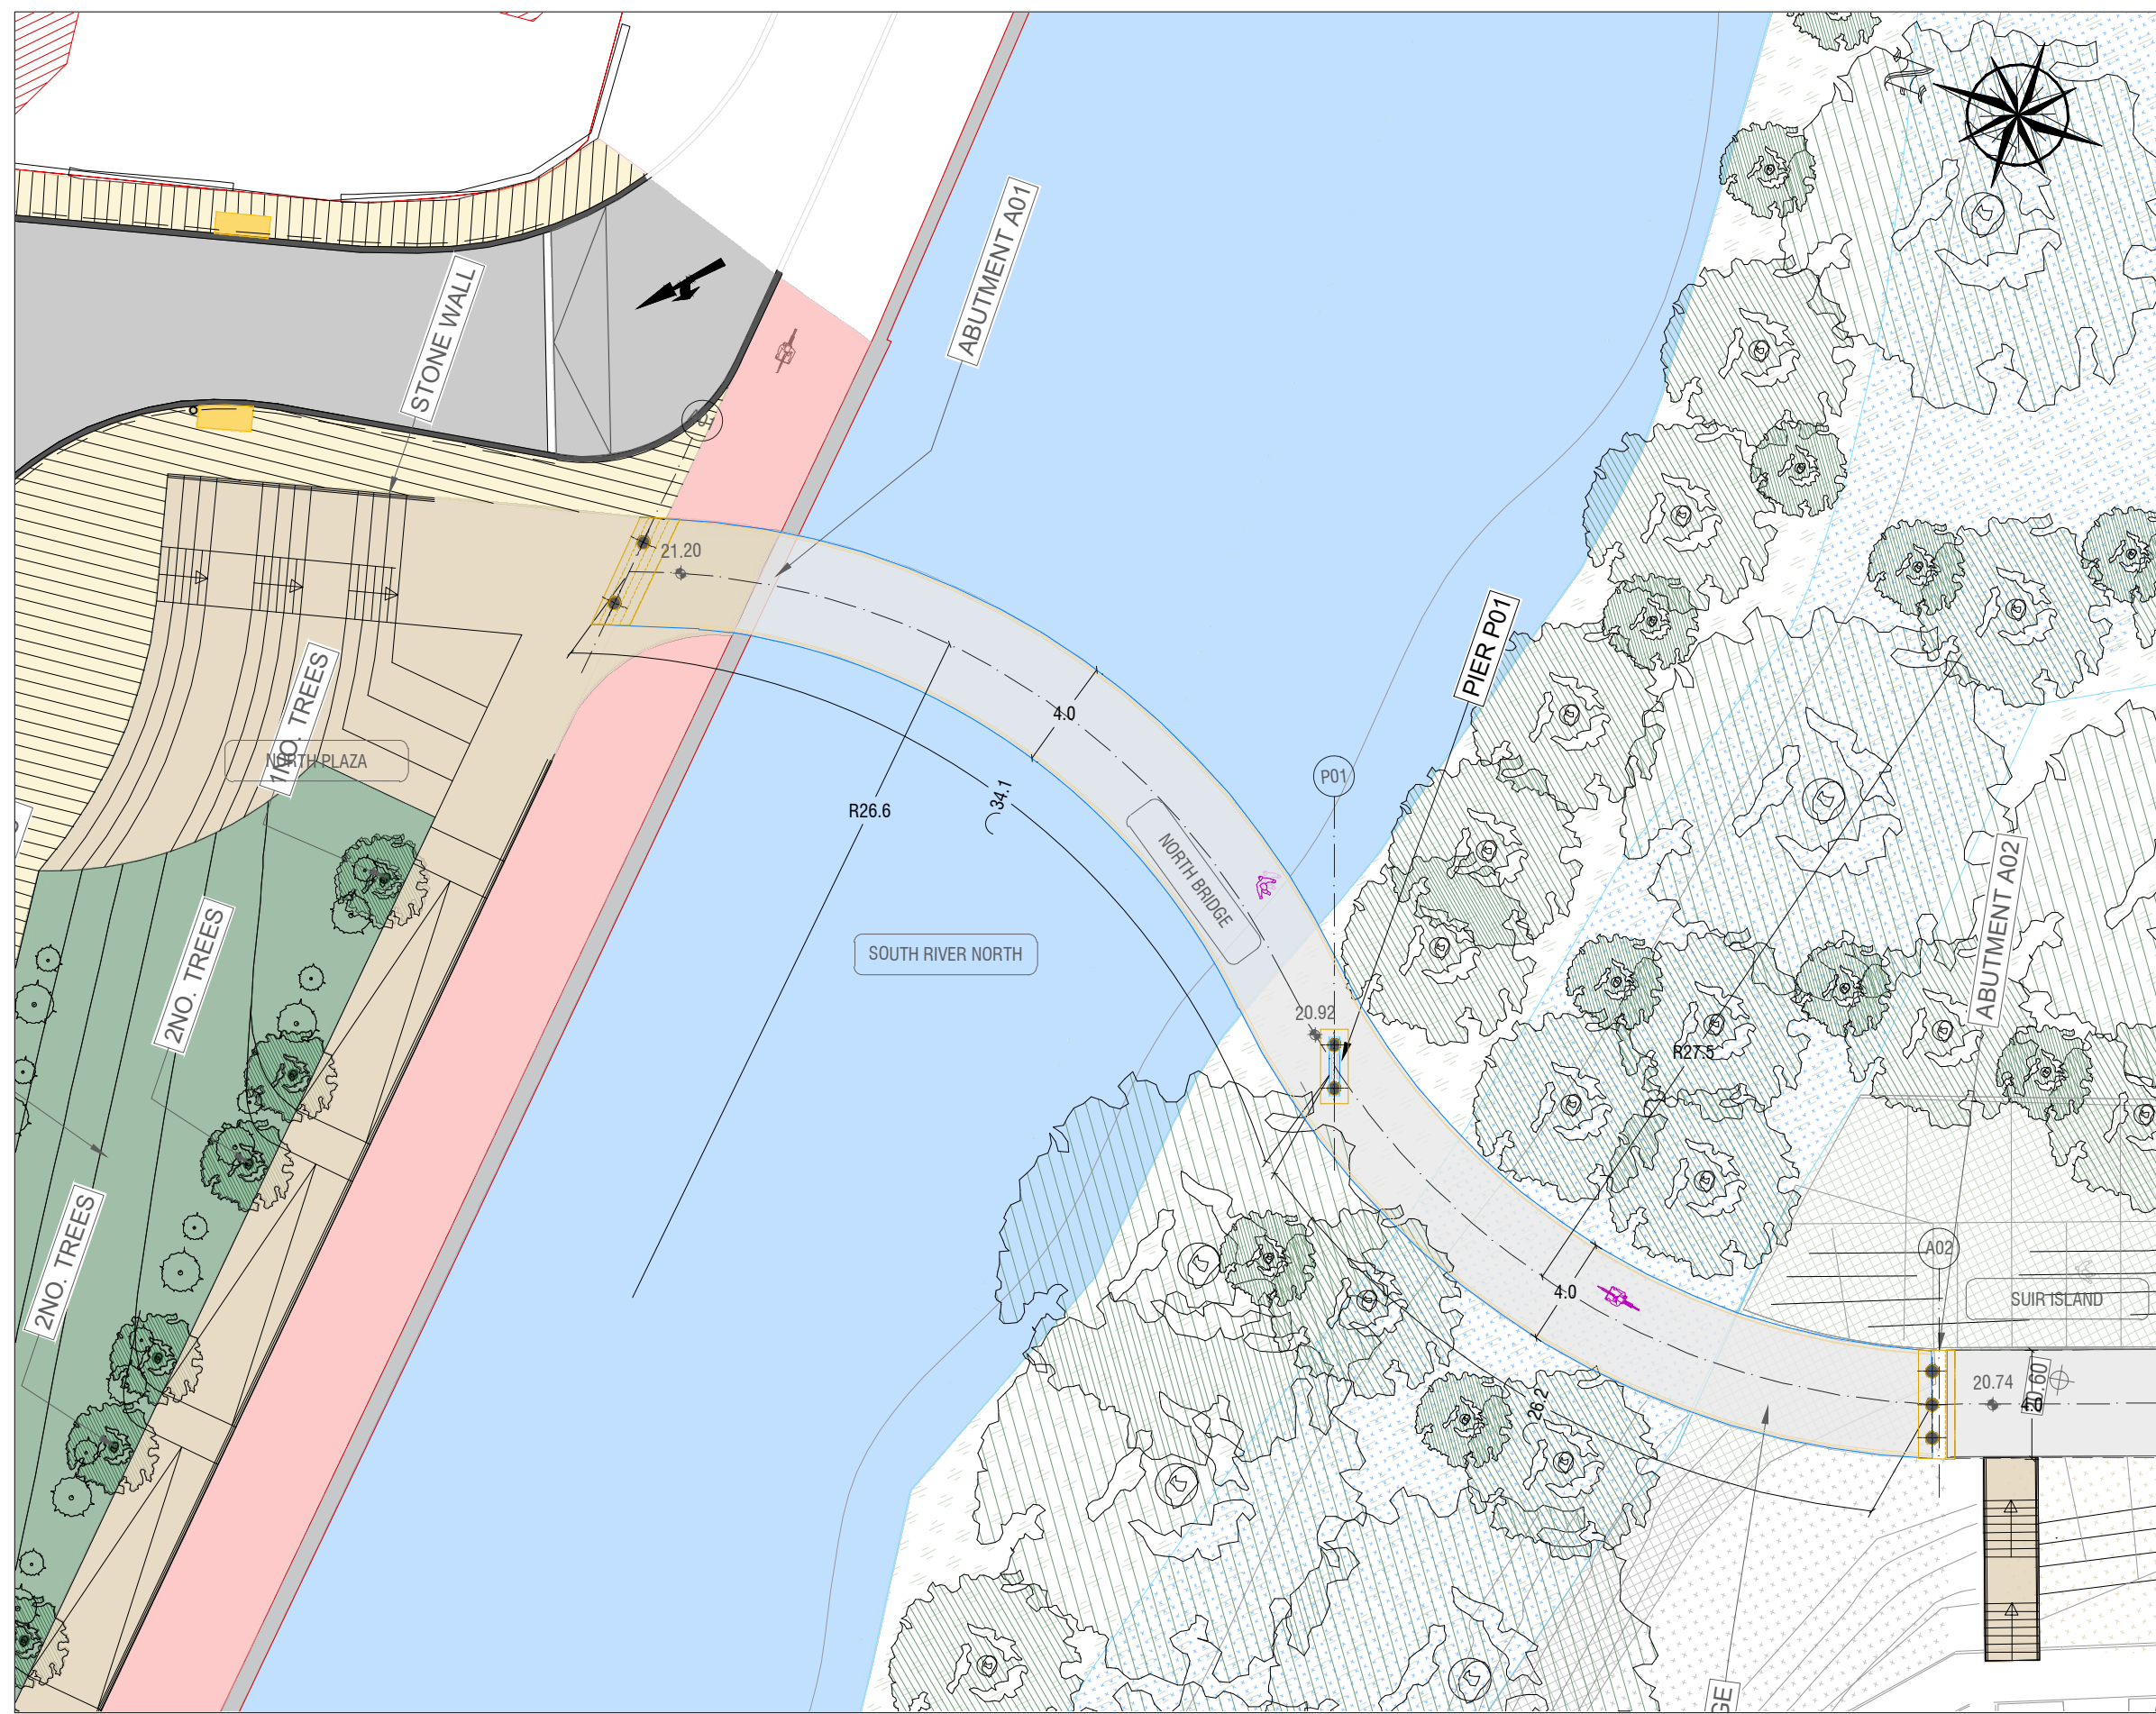 STONE WALL
ABUTMENT A01
21.20
1NO. TREES
NORTH PLAZA
4.0
R26.6
34.1
PIER P01
P01
NORTH BRIDGE
SOUTH RIVER NORTH
2NO. TREES
20.92
R27.5
ABUTMENT A02
2NO. TREES
A02
4.0
SUIR ISLAND
26.2
20.74
4.0